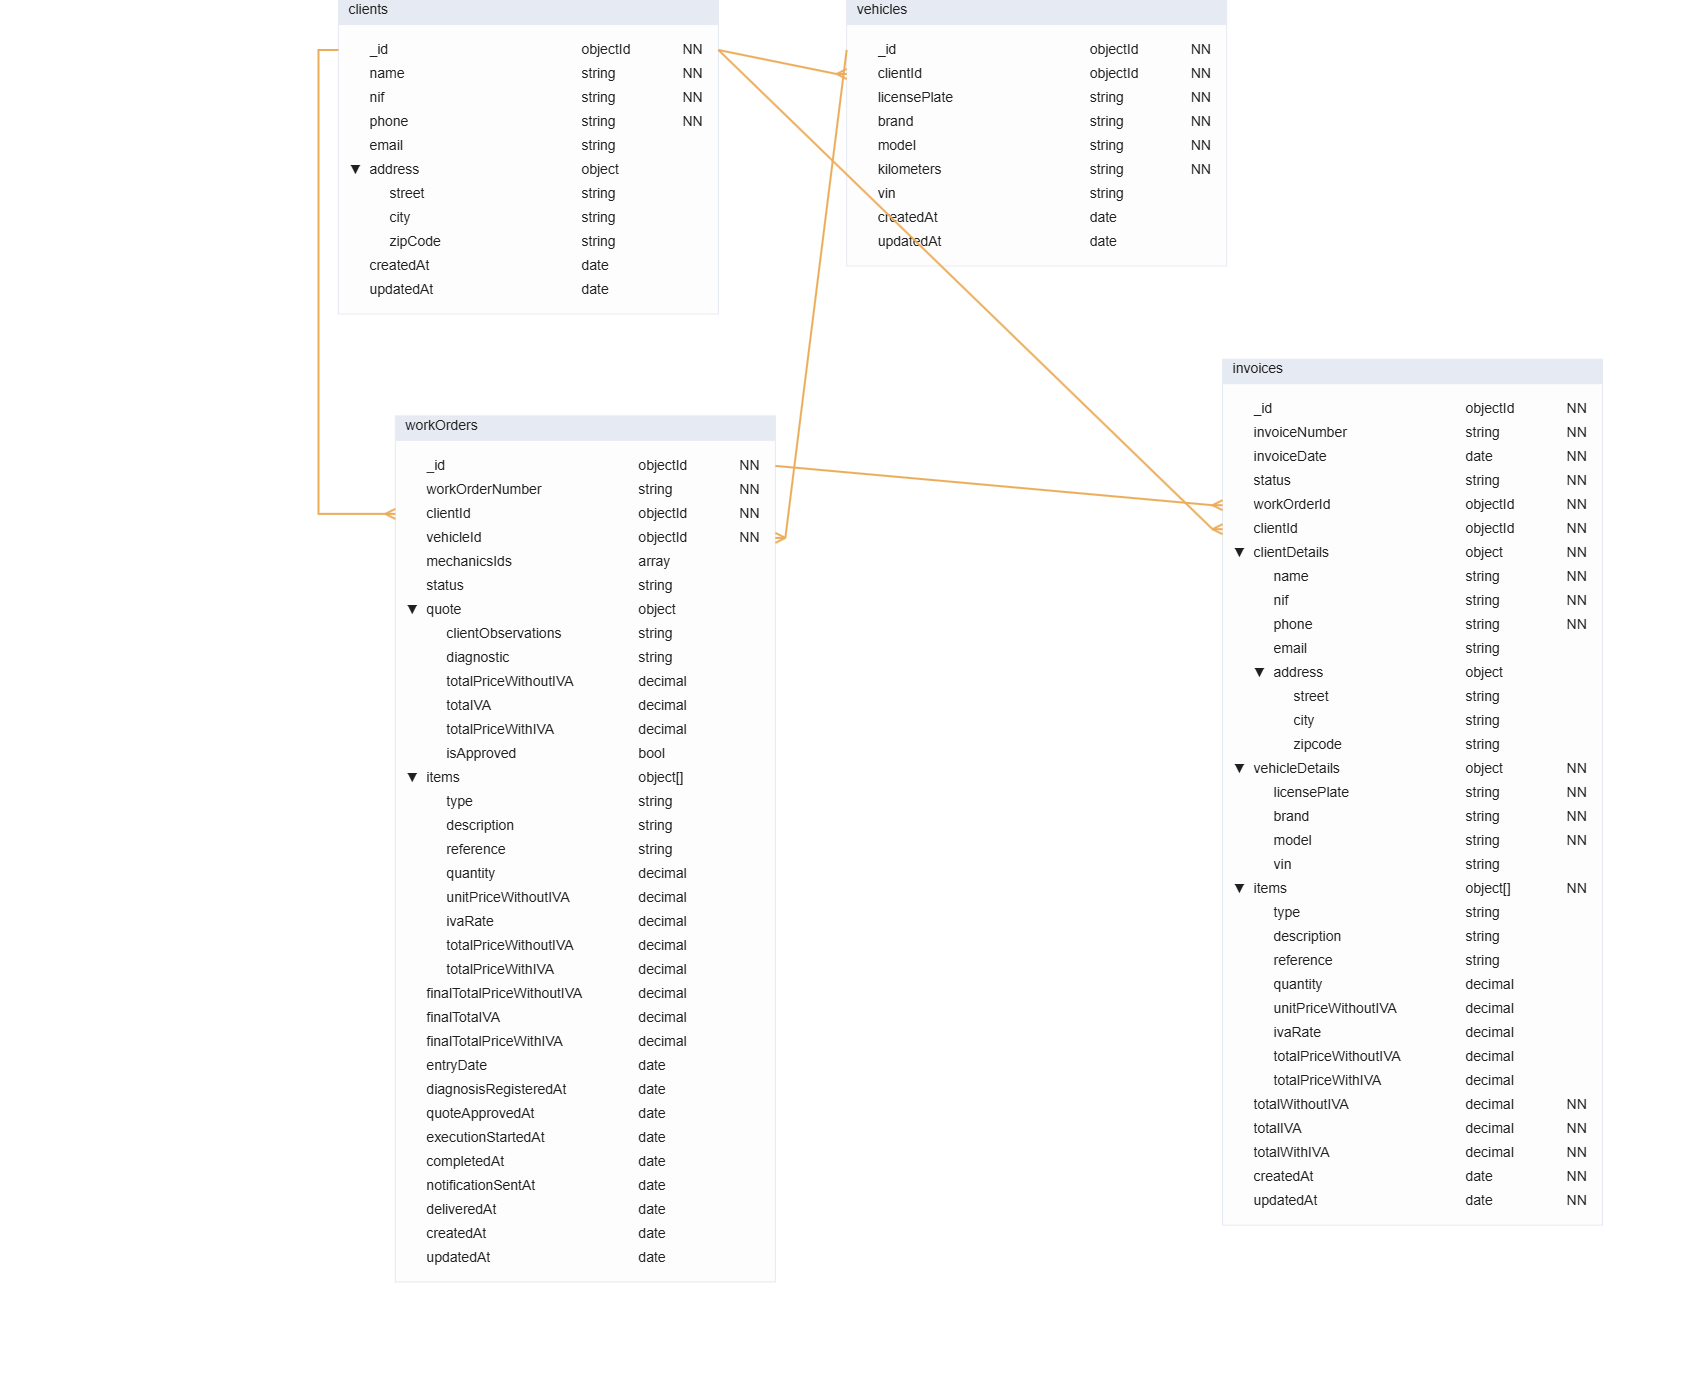 clients
_id objectId NN
name string NN
nif string NN
phone string NN
email string
▼ address object
street string
city string
zipCode string
createdAt date
updatedAt date
vehicles
_id objectId NN
clientId objectId NN
licensePlate string NN
brand string NN
model string NN
kilometers string NN
vin string
createdAt date
updatedAt date
workOrders
_id objectId NN
workOrderNumber string NN
clientId objectId NN
vehicleId objectId NN
mechanicsIds array
status string
▼ quote object
clientObservations string
diagnostic string
totalPriceWithoutIVA decimal
totalVA decimal
totalPriceWithIVA decimal
isApproved bool
▼ items object[]
type string
description string
reference string
quantity decimal
unitPriceWithoutIVA decimal
ivaRate decimal
totalPriceWithoutIVA decimal
totalPriceWithIVA decimal
finalTotalPriceWithoutIVA decimal
finalTotalVA decimal
finalTotalPriceWithIVA decimal
entryDate date
diagnosisRegisteredAt date
quoteApprovedAt date
executionStartedAt date
completedAt date
notificationSentAt date
deliveredAt date
createdAt date
updatedAt date
invoices
_id objectId NN
invoiceNumber string NN
invoiceDate date NN
status string NN
workOrderId objectId NN
clientId objectId NN
▼ clientDetails object NN
name string NN
nif string NN
phone string NN
email string
▼ address object
street string
city string
zipcode string
▼ vehicleDetails object NN
licensePlate string NN
brand string NN
model string NN
vin string
▼ items object[] NN
type string
description string
reference string
quantity decimal
unitPriceWithoutIVA decimal
ivaRate decimal
totalPriceWithoutIVA decimal
totalPriceWithIVA decimal
totalWithoutIVA decimal NN
totalIVA decimal NN
totalWithIVA decimal NN
createdAt date NN
updatedAt date NN